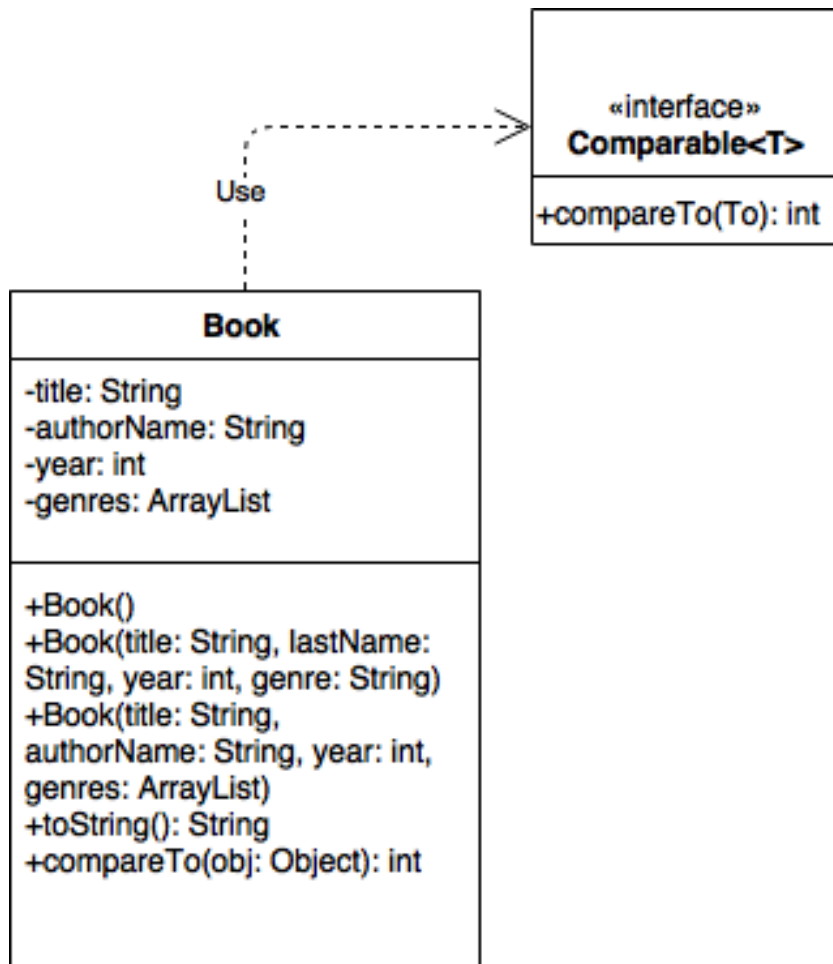 «interface»
Comparable<T>
+compareTo(To): int
Use
Book
-title: String
-authorName: String
-year: int
-genres: ArrayList
+Book()
+Book(title: String, lastName:
String, year: int, genre: String)
+Book(title: String,
authorName: String, year: int,
genres: ArrayList)
+toString(): String
+compareTo(obj: Object): int